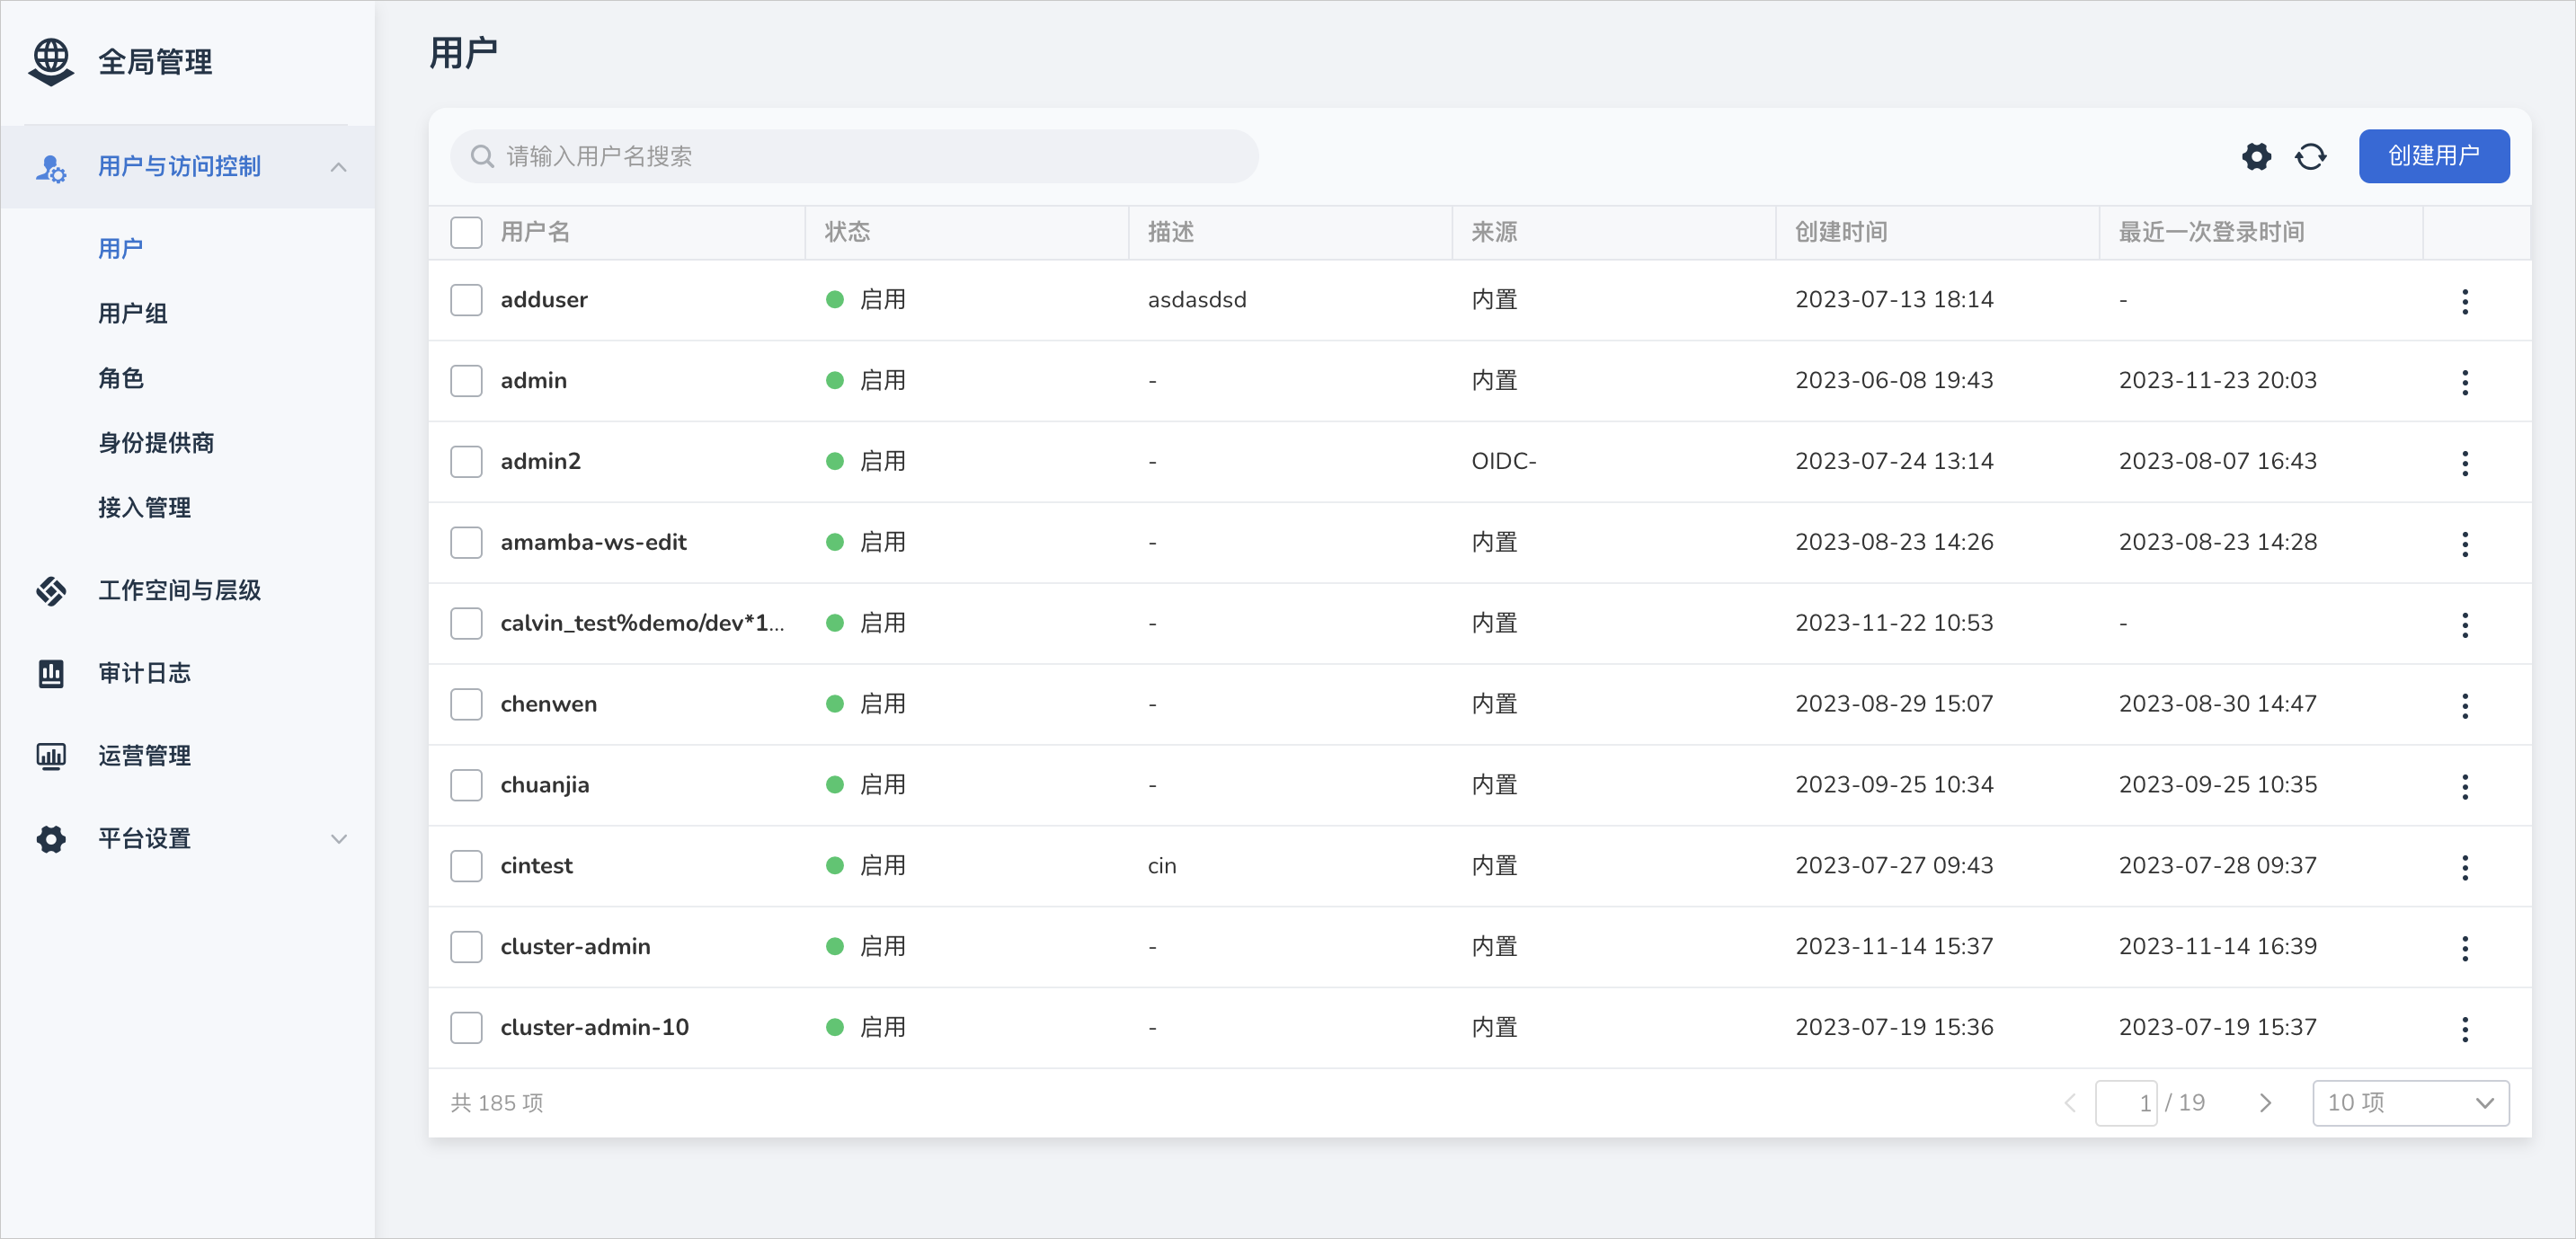 全局管理
用户与访问控制
用户
用户组
角色
身份提供商
接入管理
工作空间与层级
审计日志
运营管理
平台设置
用户
请输入用户名搜索
创建用户
用户名 状态 描述 来源 创建时间 最近一次登录时间
adduser 启用 asdasdsd 内置 2023-07-13 18:14 -
admin 启用 - 内置 2023-06-08 19:43 2023-11-23 20:03
admin2 启用 - OIDC- 2023-07-24 13:14 2023-08-07 16:43
amamba-ws-edit 启用 - 内置 2023-08-23 14:26 2023-08-23 14:28
calvin_test%demo/dev*1... 启用 - 内置 2023-11-22 10:53 -
chenwen 启用 - 内置 2023-08-29 15:07 2023-08-30 14:47
chuanjia 启用 - 内置 2023-09-25 10:34 2023-09-25 10:35
cintest 启用 cin 内置 2023-07-27 09:43 2023-07-28 09:37
cluster-admin 启用 - 内置 2023-11-14 15:37 2023-11-14 16:39
cluster-admin-10 启用 - 内置 2023-07-19 15:36 2023-07-19 15:37
共 185 项 1 / 19 10 项